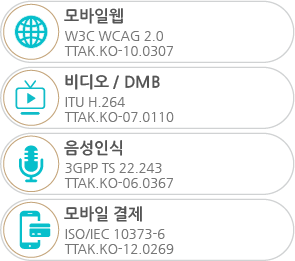 모바일웹
W3C WCAG 2.0
TTAK.KO-10.0307
비디오 / DMB
ITU H.264
TTAK.KO-07.0110
음성인식
3GPP TS 22.243
TTAK.KO-06.0367
모바일 결제
ISO/IEC 10373-6
TTAK.KO-12.0269